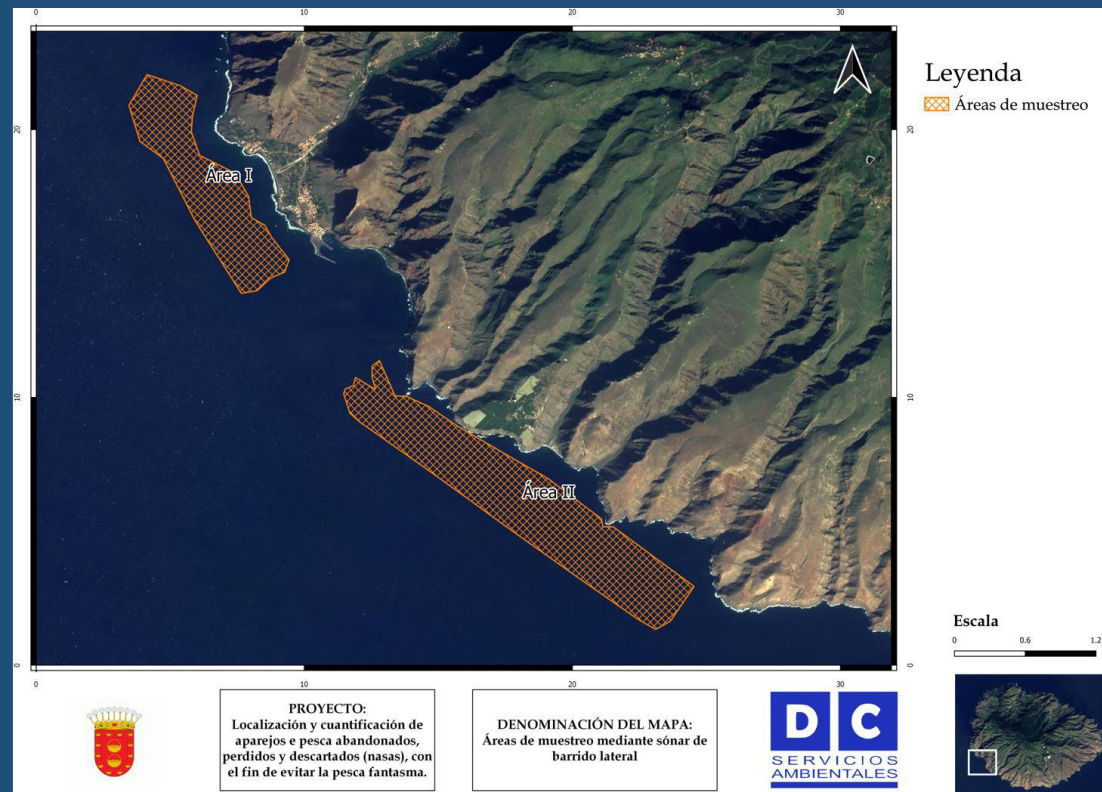 0
10
20
30
20
20
10
10
0
0
0
10
20
30
Área I
Área II
Leyenda
Áreas de muestreo
Escala
0 0.6 1.2
PROYECTO:
Localización y cuantificación de
aparejos e pesca abandonados,
perdidos y descartados (nasas), con
el fin de evitar la pesca fantasma.
DENOMINACIÓN DEL MAPA:
Áreas de muestreo mediante sónar de
barrido lateral
D C
SERVICIOS
AMBIENTALES